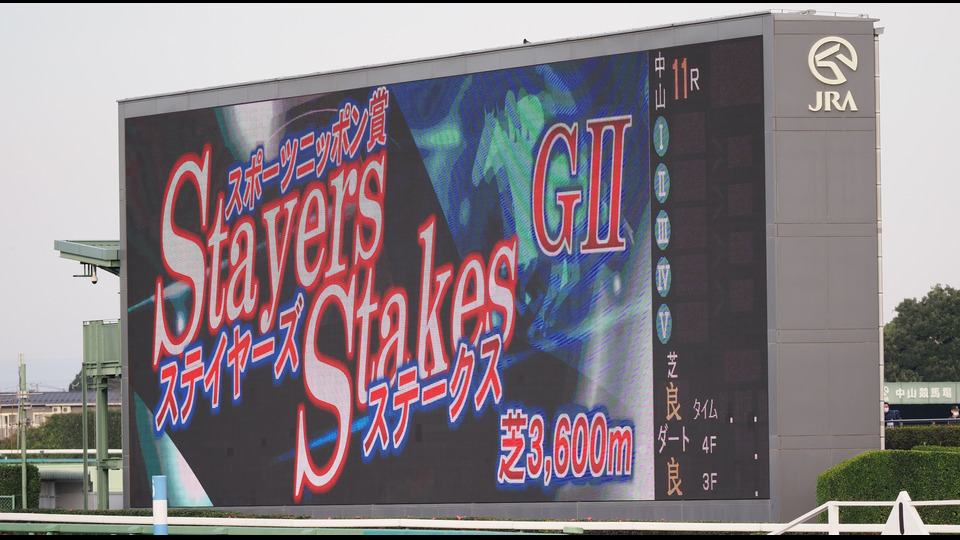 スポーツニッポン賞
Stayers
ステイヤーズ
Stakes
ステークス
GII
芝3,600m
中山 11R
I
II
III
IV
V
芝
良 タイム
ダート 4F
良 3F
JRA
中山競馬場